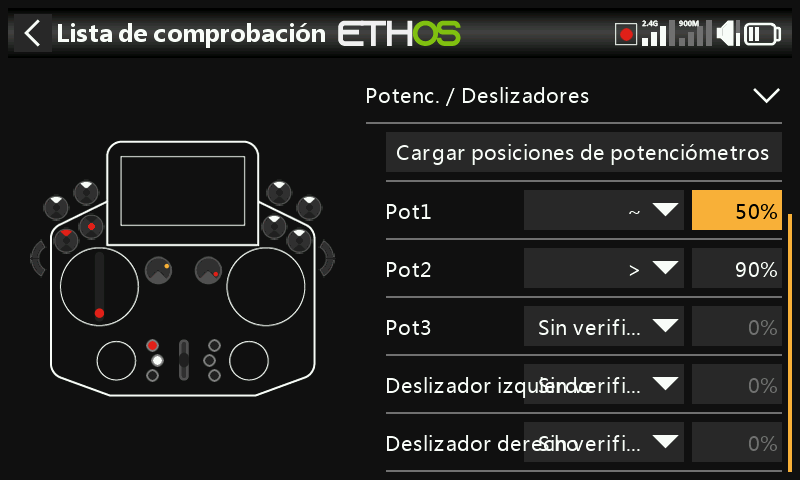 Lista de comprobación ETHOS 2.4G 900M
Potenc. / Deslizadores
Cargar posiciones de potenciómetros
Pot1 ~ 50%
Pot2 > 90%
Pot3 Sin verifi... 0%
Deslizador izquierdo Sin verifi... 0%
Deslizador derecho Sin verifi... 0%